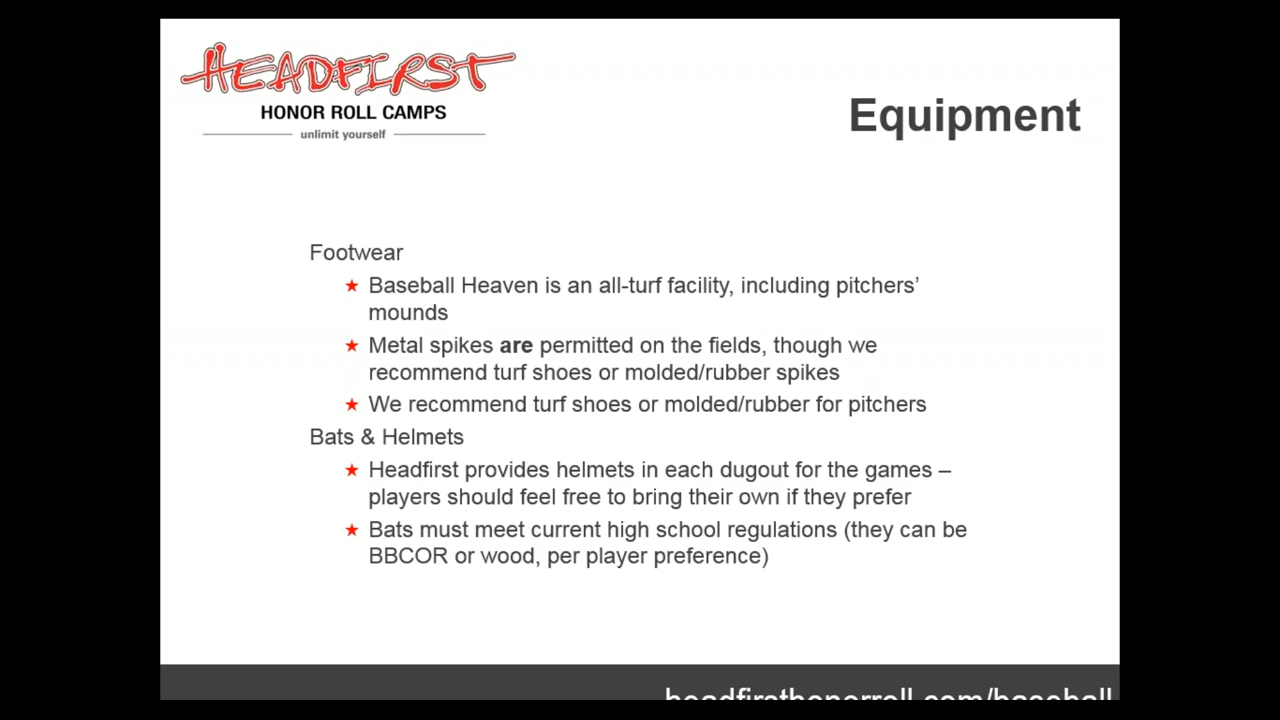 HEADFIRST
HONOR ROLL CAMPS
unlimit yourself
Equipment
Footwear
Baseball Heaven is an all-turf facility, including pitchers’
mounds
Metal spikes are permitted on the fields, though we
recommend turf shoes or molded/rubber spikes
We recommend turf shoes or molded/rubber for pitchers
Bats & Helmets
Headfirst provides helmets in each dugout for the games –
players should feel free to bring their own if they prefer
Bats must meet current high school regulations (they can be
BBCOR or wood, per player preference)
headfirsthonorroll.com/baseball